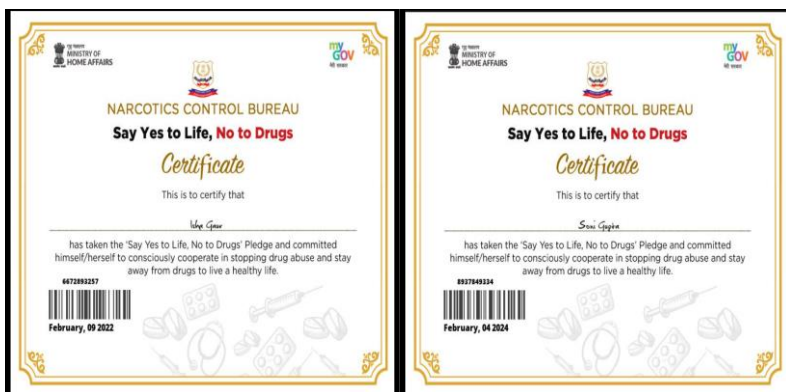 MINISTRY OF
HOME AFFAIRS
my
GOV
मेरी सरकार
NARCOTICS CONTROL BUREAU
Say Yes to Life, No to Drugs
Certificate
This is to certify that
Isha Gaur
has taken the 'Say Yes to Life, No to Drugs' Pledge and committed
himself/herself to consciously cooperate in stopping drug abuse and stay
away from drugs to live a healthy life.
6672893257
February, 09 2022
MINISTRY OF
HOME AFFAIRS
my
GOV
मेरी सरकार
NARCOTICS CONTROL BUREAU
Say Yes to Life, No to Drugs
Certificate
This is to certify that
Soni Gupta
has taken the 'Say Yes to Life, No to Drugs' Pledge and committed
himself/herself to consciously cooperate in stopping drug abuse and stay
away from drugs to live a healthy life.
8937849334
February, 04 2024